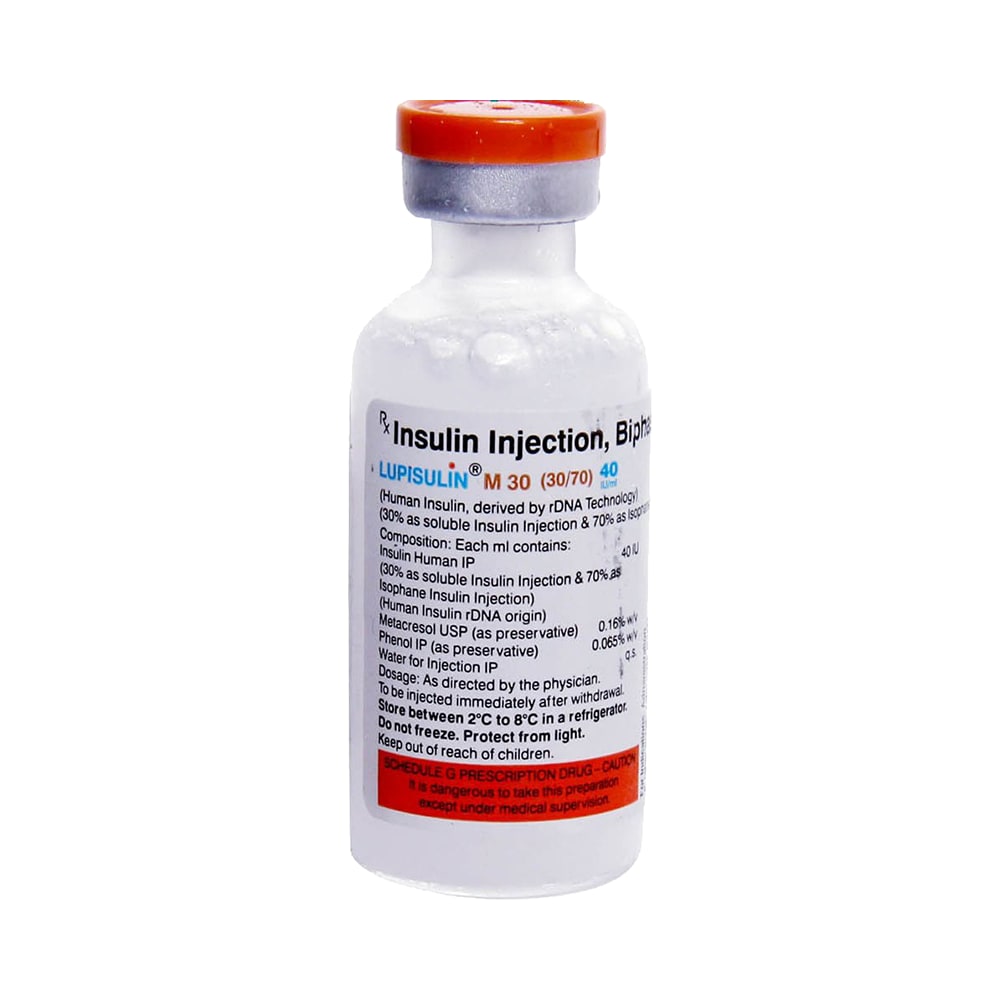 Rx Insulin Injection,
LUPISULIN® M 30 (30/70) 40 IU/ml
(Human Insulin, derived by rDNA Technology)
(30% as soluble Insulin Injection & 70% as
Composition: Each ml contains:
Insulin Human IP 40 IU
(30% as soluble Insulin Injection & 70% as
Isophane Insulin Injection)
(Human Insulin rDNA origin)
Metacresol USP (as preservative) 0.16% w/v
Phenol IP (as preservative) 0.065% w/v
Water for Injection IP q.s.
Dosage: As directed by the physician.
To be injected immediately after withdrawal.
Store between 2°C to 8°C in a refrigerator.
Do not freeze. Protect from light.
Keep out of reach of children.
SCHEDULE G PRESCRIPTION DRUG – CAUTION
It is dangerous to take this preparation
except under medical supervision.